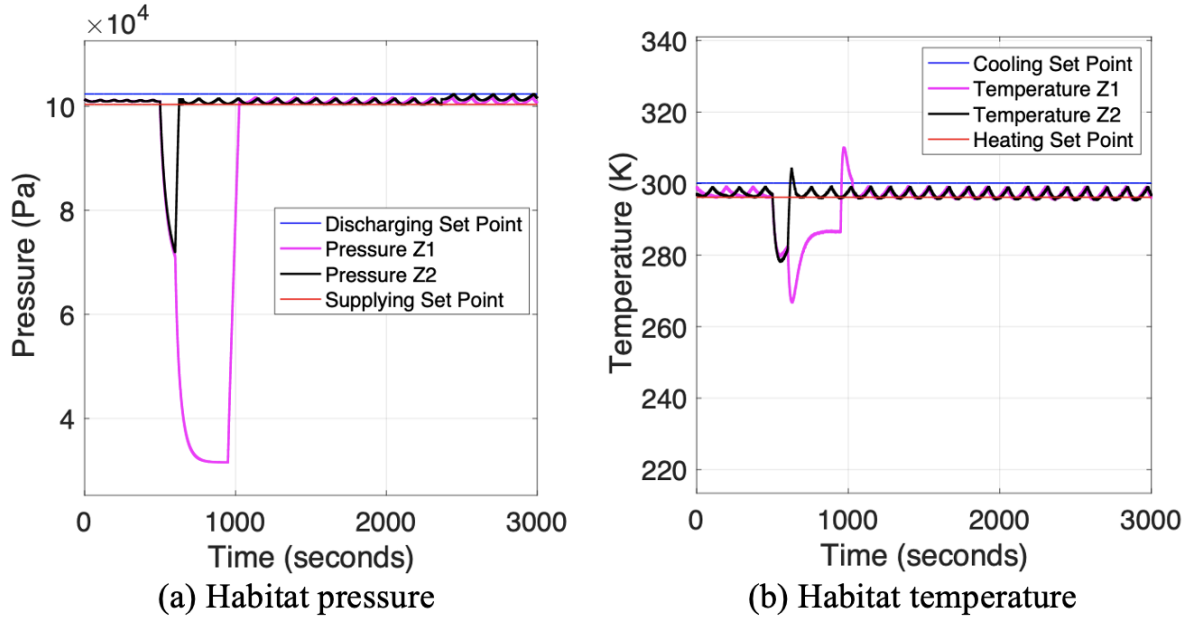 ×10⁴
10
8
6
4
Pressure (Pa)
Discharging Set Point
Pressure Z1
Pressure Z2
Supplying Set Point
0
1000
2000
3000
Time (seconds)
(a) Habitat pressure
340
320
300
280
260
240
220
Temperature (K)
Cooling Set Point
Temperature Z1
Temperature Z2
Heating Set Point
0
1000
2000
3000
Time (seconds)
(b) Habitat temperature